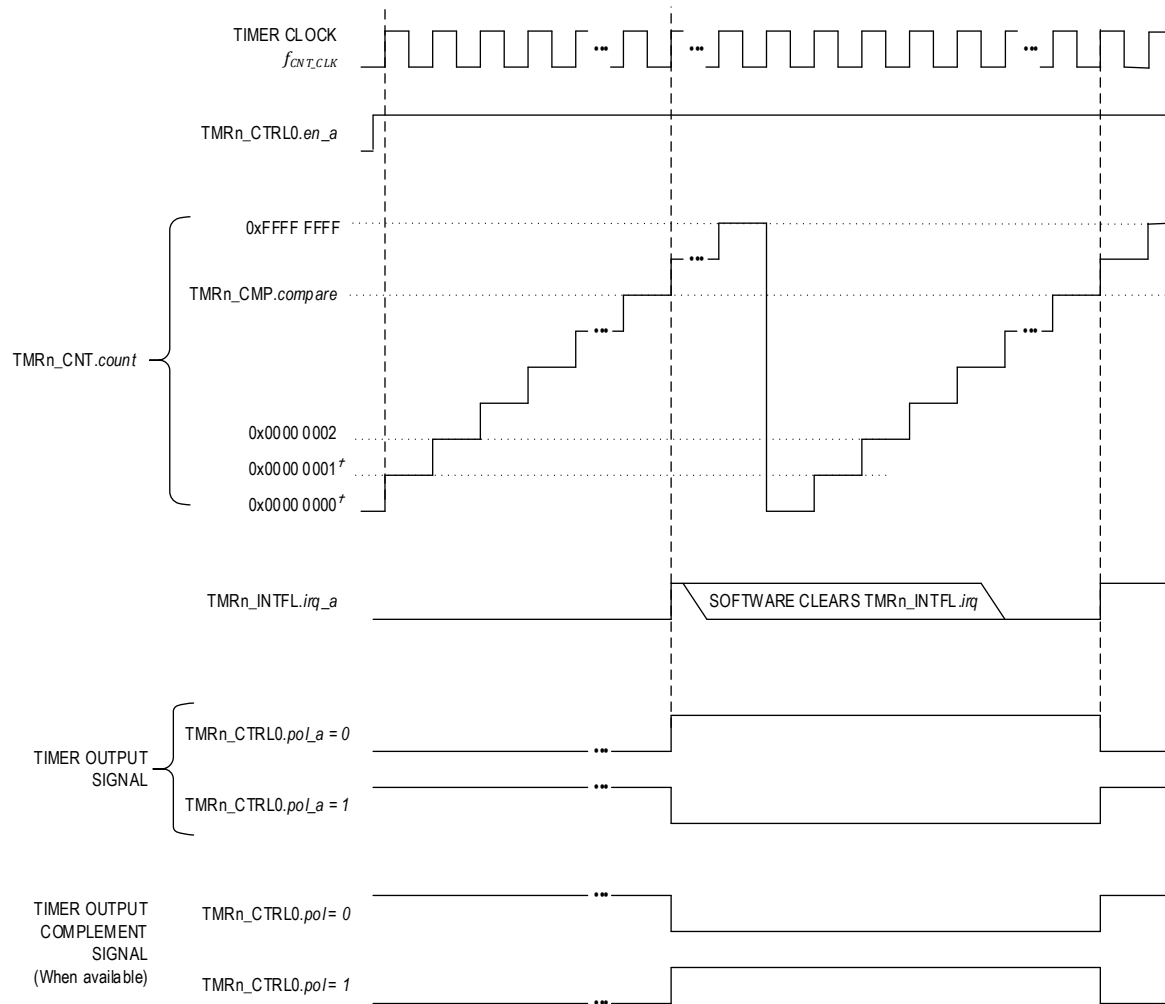 TIMER CLOCK
fCNT_CLK
TMRn_CTRL0.en_a
0xFFFF FFFF
TMRn_CMP.compare
TMRn_CNT.count
0x0000 0002
0x0000 0001†
0x0000 0000†
TMRn_INTFL.irq_a
SOFTWARE CLEARS TMRn_INTFL.irq
TMRn_CTRL0.pol_a = 0
TIMER OUTPUT
SIGNAL
TMRn_CTRL0.pol_a = 1
TIMER OUTPUT
COMPLEMENT
SIGNAL
(When available)
TMRn_CTRL0.pol = 0
TMRn_CTRL0.pol = 1